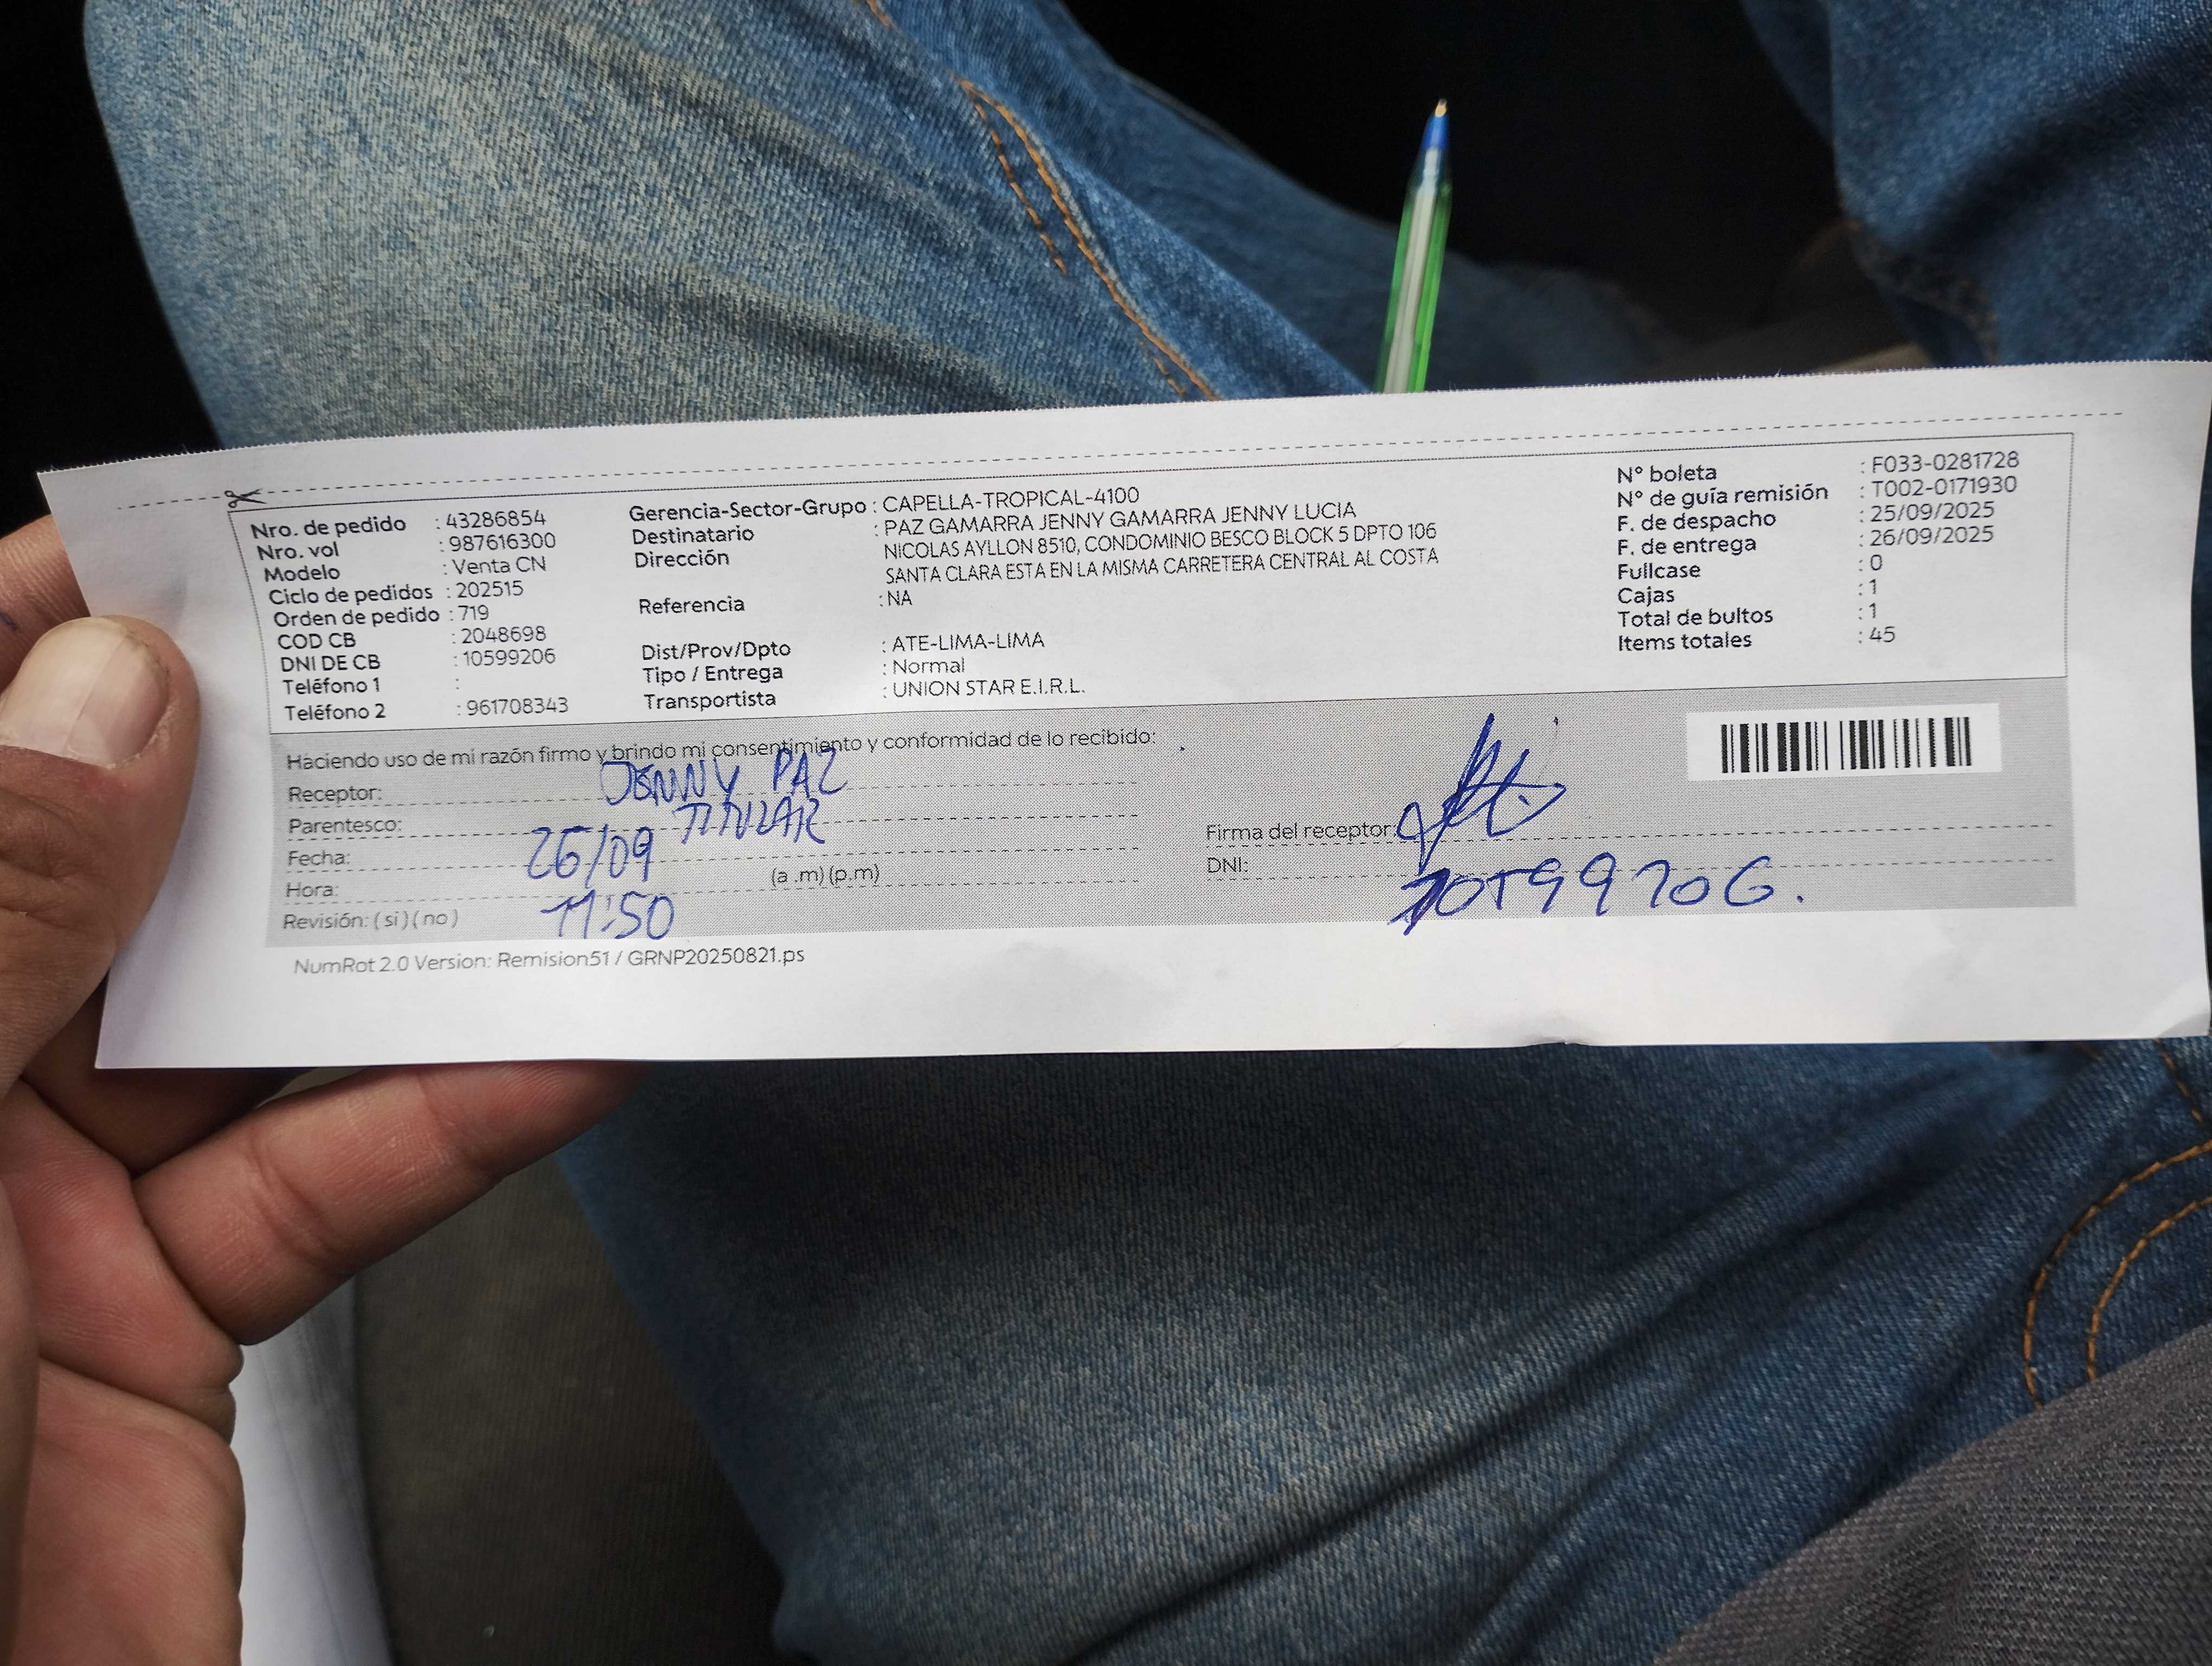 Nro. de pedido : 43286854
Nro. vol : 987616300
Modelo : Venta CN
Ciclo de pedidos : 202515
Orden de pedido : 719
COD CB : 2048698
DNI DE CB : 10599206
Teléfono 1 :
Teléfono 2 : 961708343
Gerencia-Sector-Grupo : CAPELLA-TROPICAL-4100
Destinatario : PAZ GAMARRA JENNY GAMARRA JENNY LUCIA
Dirección NICOLAS AYLLON 8510, CONDOMINIO BESCO BLOCK 5 DPTO 106
SANTA CLARA ESTA EN LA MISMA CARRETERA CENTRAL AL COSTA
Referencia : NA
Dist/Prov/Dpto : ATE-LIMA-LIMA
Tipo / Entrega : Normal
Transportista : UNION STAR E.I.R.L.
N° boleta : F033-0281728
N° de guía remisión : T002-0171930
F. de despacho : 25/09/2025
F. de entrega : 26/09/2025
Fullcase : 0
Cajas : 1
Total de bultos : 1
Items totales : 45
Haciendo uso de mi razón firmo y brindo mi consentimiento y conformidad de lo recibido:
Receptor: JENNY PAZ
Parentesco: TITULAR
Fecha: 26/09
Hora: 11:50 (a .m) (p.m)
Revisión: ( si ) ( no )
Firma del receptor:
DNI:
NumRot 2.0 Version: Remision51 / GRNP20250821.ps